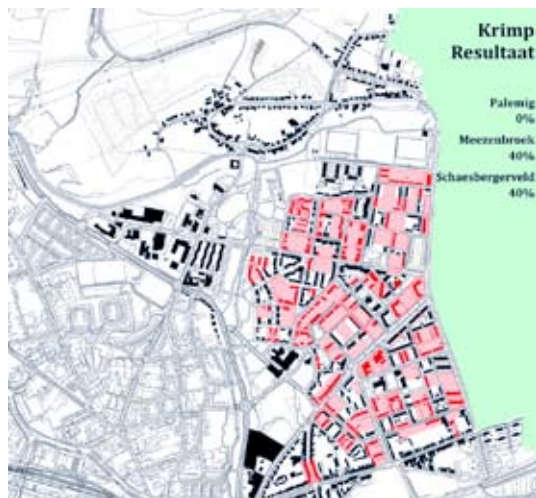 Krimp
Resultaat
Palemig
0%
Meezenbroek
40%
Schaesbergerveld
40%